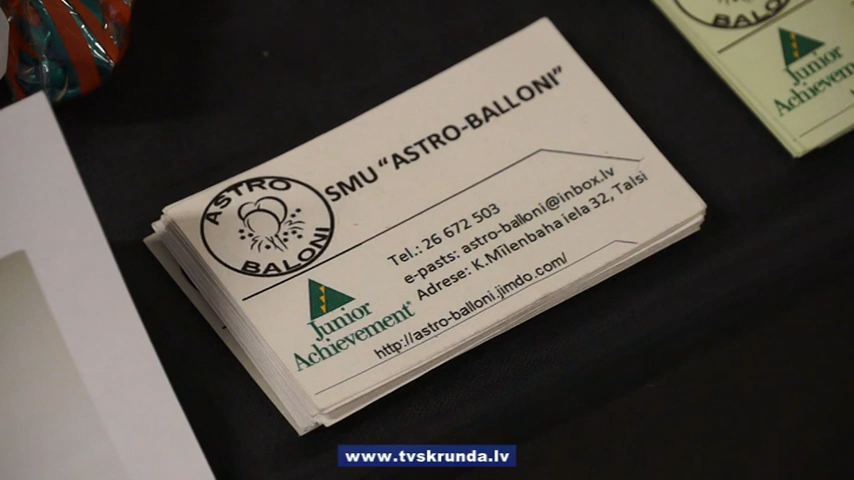 ASTRO
BALONI
SMU "ASTRO-BALLONI"
Tel.: 26 672 503
e-pasts: astro-balloni@inbox.lv
Adrese: K.Mīlenbaha iela 32, Talsi
http://astro-balloni.jimdo.com/
Junior
Achievement®
BALONI
Junior
Achievement
www.tvskrunda.lv